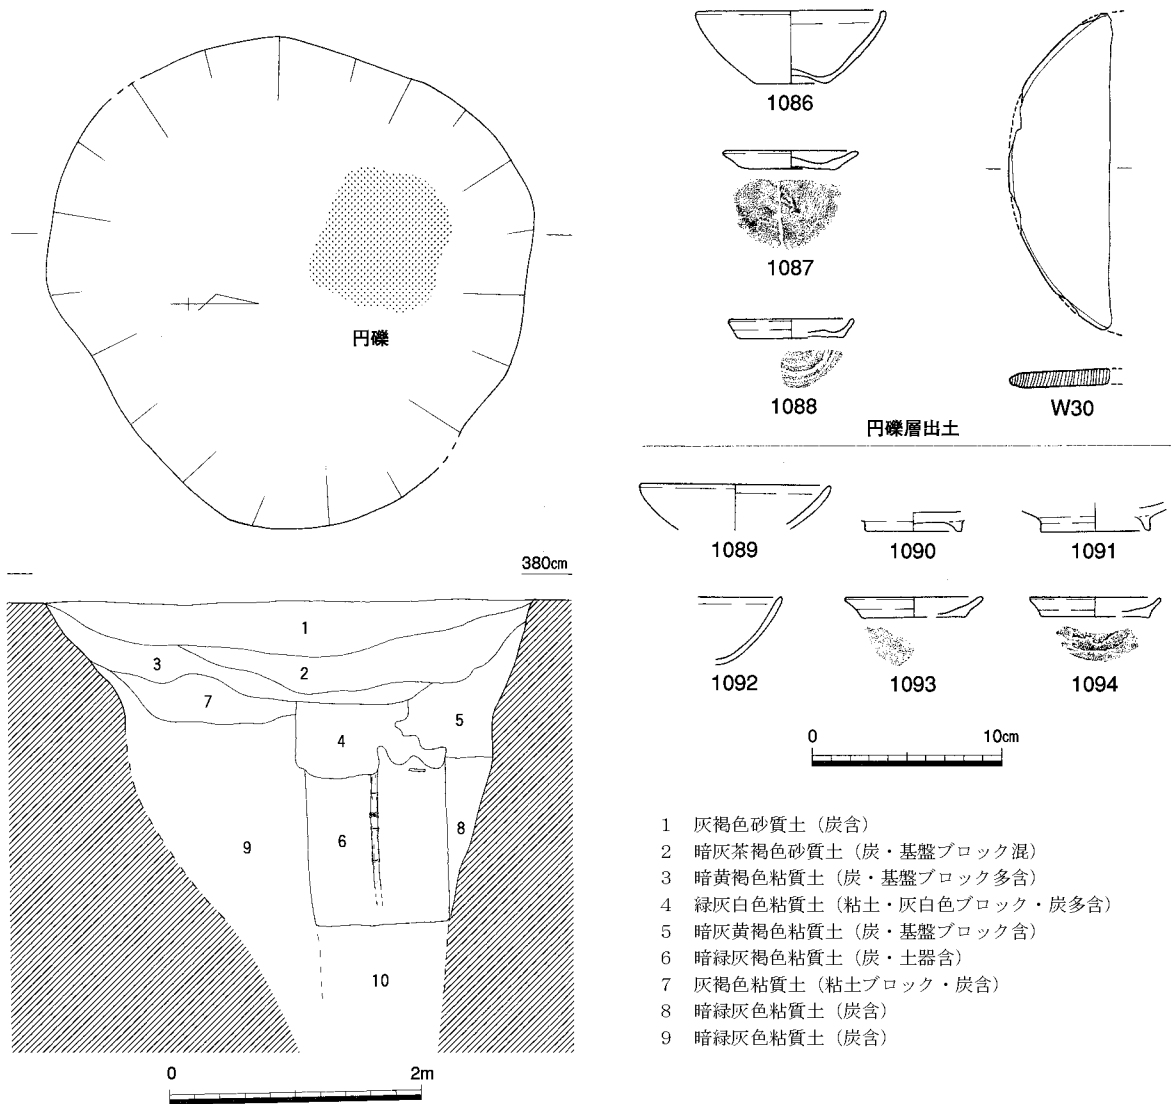 円礫
380cm
1
2
3
7
4
5
6
8
9
10
0 2m
1086
1087
1088
W30
円礫層出土
1089
1090
1091
1092
1093
1094
0 10cm
1 灰褐色砂質土（炭含）
2 暗灰茶褐色砂質土（炭・基盤ブロック混）
3 暗黄褐色粘質土（炭・基盤ブロック多含）
4 緑灰白色粘質土（粘土・灰白色ブロック・炭多含）
5 暗灰黄褐色粘質土（炭・基盤ブロック含）
6 暗緑灰褐色粘質土（炭・土器含）
7 灰褐色粘質土（粘土ブロック・炭含）
8 暗緑灰色粘質土（炭含）
9 暗緑灰色粘質土（炭含）